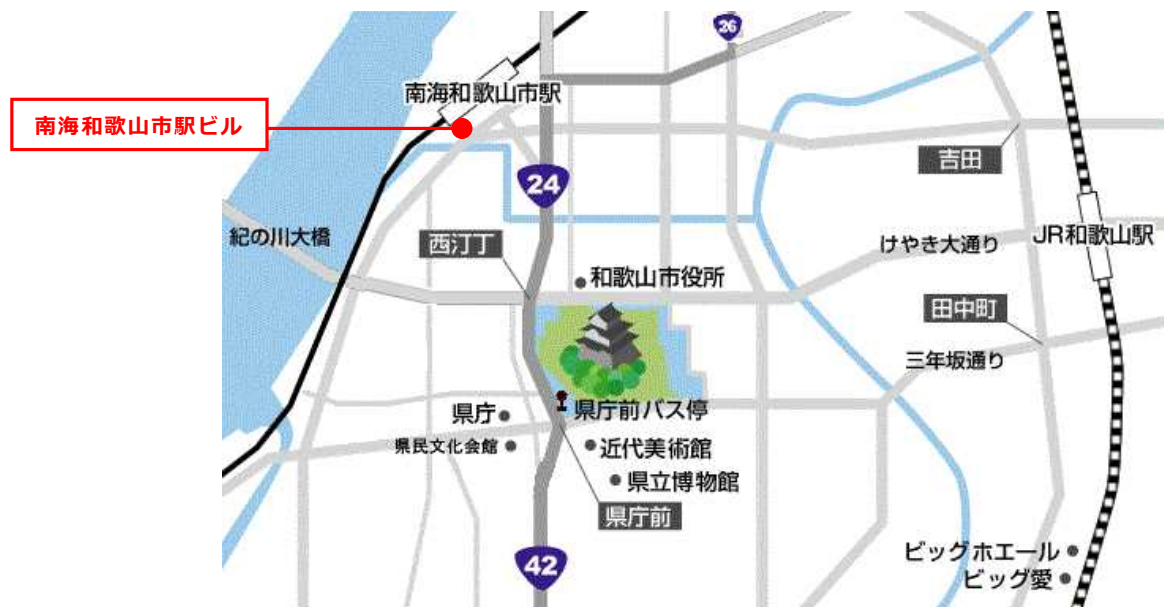 26
南海和歌山市駅
南海和歌山市駅ビル
吉田
24
紀の川大橋
西汀丁
けやき大通り
JR和歌山駅
和歌山市役所
田中町
三年坂通り
県庁
県庁前バス停
県民文化会館
近代美術館
県立博物館
県庁前
42
ビッグホエール
ビッグ愛